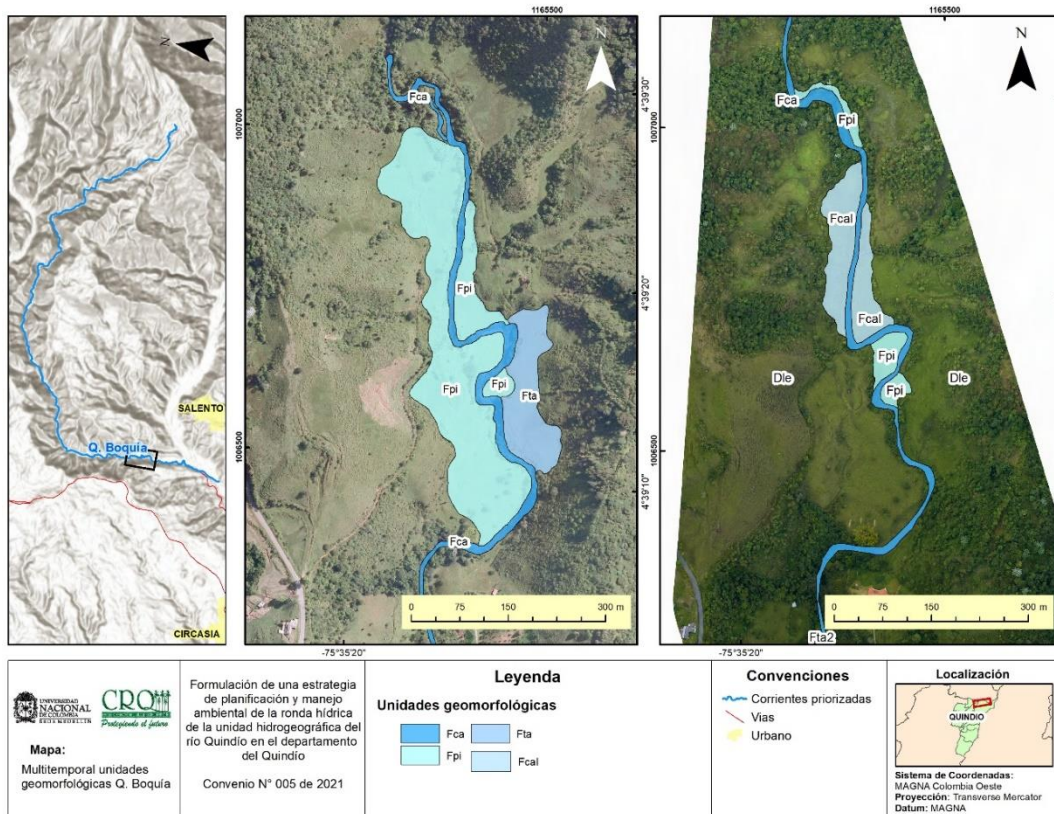 N
SALENTO
Q. Boquía
CIRCASIA
1165500
N
1007000
1006500
4°39'30"
4°39'20"
4°39'10"
Fca
Fpi
Fpi
Fpi
Fta
Fca
0 75 150 300 m
-75°35'20"
1165500
N
1007000
1006500
Fca
Fpi
Fcal
Fcal
Fpi
Fpi
Dle
Dle
Fta2
0 75 150 300 m
-75°35'20"
UNIVERSIDAD
NACIONAL
DE COLOMBIA
SEDE MEDELLÍN
CRQ
Protegiendo el futuro
Mapa:
Multitemporal unidades
geomorfológicas Q. Boquía
Formulación de una estrategia
de planificación y manejo
ambiental de la ronda hídrica
de la unidad hidrogeográfica del
río Quindío en el departamento
del Quindío
Convenio N° 005 de 2021
Leyenda
Unidades geomorfológicas
Fca Fta
Fpi Fcal
Convenciones
Corrientes priorizadas
Vias
Urbano
Localización
QUINDIO
Sistema de Coordenadas:
MAGNA Colombia Oeste
Proyección: Transverse Mercator
Datum: MAGNA